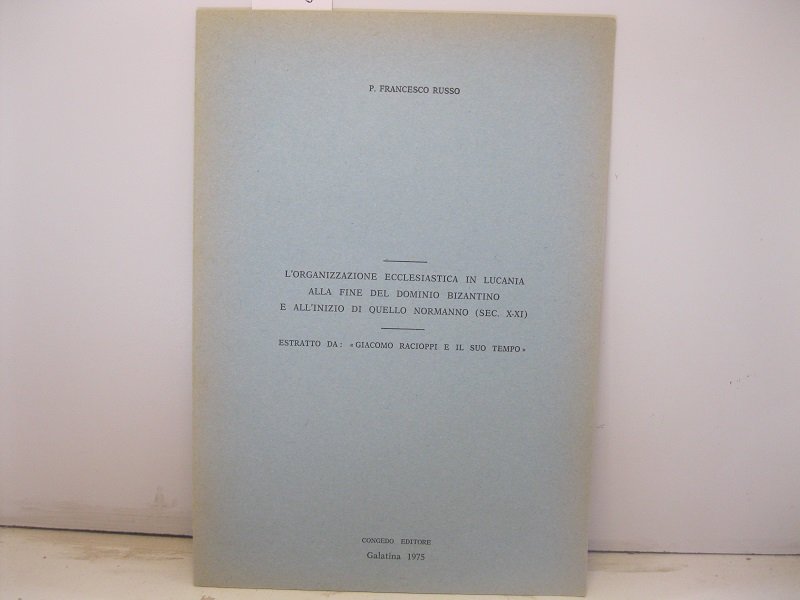 P. FRANCESCO RUSSO
L'ORGANIZZAZIONE ECCLESIASTICA IN LUCANIA
ALLA FINE DEL DOMINIO BIZANTINO
E ALL'INIZIO DI QUELLO NORMANNO (SEC. X-XI)
ESTRATTO DA: «GIACOMO RACIOPPI E IL SUO TEMPO»
CONGEDO EDITORE
Galatina 1975